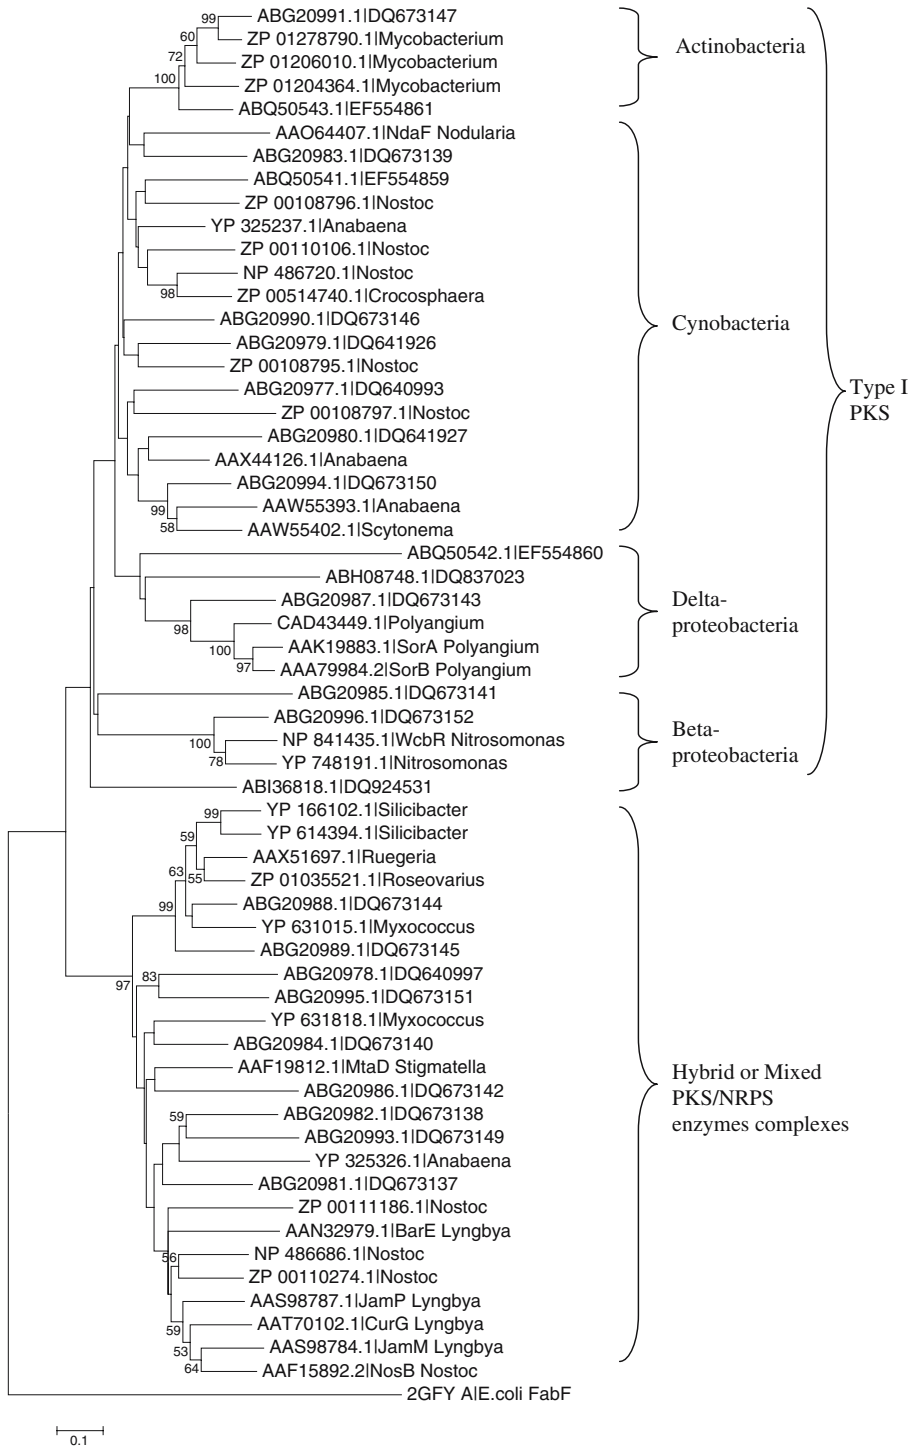 99
ABG20991.1|DQ673147
60
ZP 01278790.1|Mycobacterium
72
ZP 01206010.1|Mycobacterium
100
ZP 01204364.1|Mycobacterium
ABQ50543.1|EF554861
Actinobacteria
AAO64407.1|NdaF Nodularia
ABG20983.1|DQ673139
ABQ50541.1|EF554859
ZP 00108796.1|Nostoc
YP 325237.1|Anabaena
ZP 00110106.1|Nostoc
NP 486720.1|Nostoc
98
ZP 00514740.1|Crocosphaera
ABG20990.1|DQ673146
ABG20979.1|DQ641926
ZP 00108795.1|Nostoc
ABG20977.1|DQ640993
ZP 00108797.1|Nostoc
ABG20980.1|DQ641927
AAX44126.1|Anabaena
ABG20994.1|DQ673150
99
AAW55393.1|Anabaena
58
AAW55402.1|Scytonema
Cynobacteria
Type I
PKS
ABQ50542.1|EF554860
ABH08748.1|DQ837023
ABG20987.1|DQ673143
98
CAD43449.1|Polyangium
100
AAK19883.1|SorA Polyangium
97
AAA79984.2|SorB Polyangium
Delta-
proteobacteria
ABG20985.1|DQ673141
ABG20996.1|DQ673152
100
NP 841435.1|WcbR Nitrosomonas
78
YP 748191.1|Nitrosomonas
ABI36818.1|DQ924531
Beta-
proteobacteria
99
YP 166102.1|Silicibacter
YP 614394.1|Silicibacter
59
AAX51697.1|Ruegeria
63
55
ZP 01035521.1|Roseovarius
99
ABG20988.1|DQ673144
YP 631015.1|Myxococcus
ABG20989.1|DQ673145
97
83
ABG20978.1|DQ640997
ABG20995.1|DQ673151
YP 631818.1|Myxococcus
ABG20984.1|DQ673140
AAF19812.1|MtaD Stigmatella
ABG20986.1|DQ673142
59
ABG20982.1|DQ673138
ABG20993.1|DQ673149
YP 325326.1|Anabaena
ABG20981.1|DQ673137
ZP 00111186.1|Nostoc
AAN32979.1|BarE Lyngbya
56
NP 486686.1|Nostoc
ZP 00110274.1|Nostoc
AAS98787.1|JamP Lyngbya
59
AAT70102.1|CurG Lyngbya
53
AAS98784.1|JamM Lyngbya
64
AAF15892.2|NosB Nostoc
Hybrid or Mixed
PKS/NRPS
enzymes complexes
2GFY A|E.coli FabF
0.1